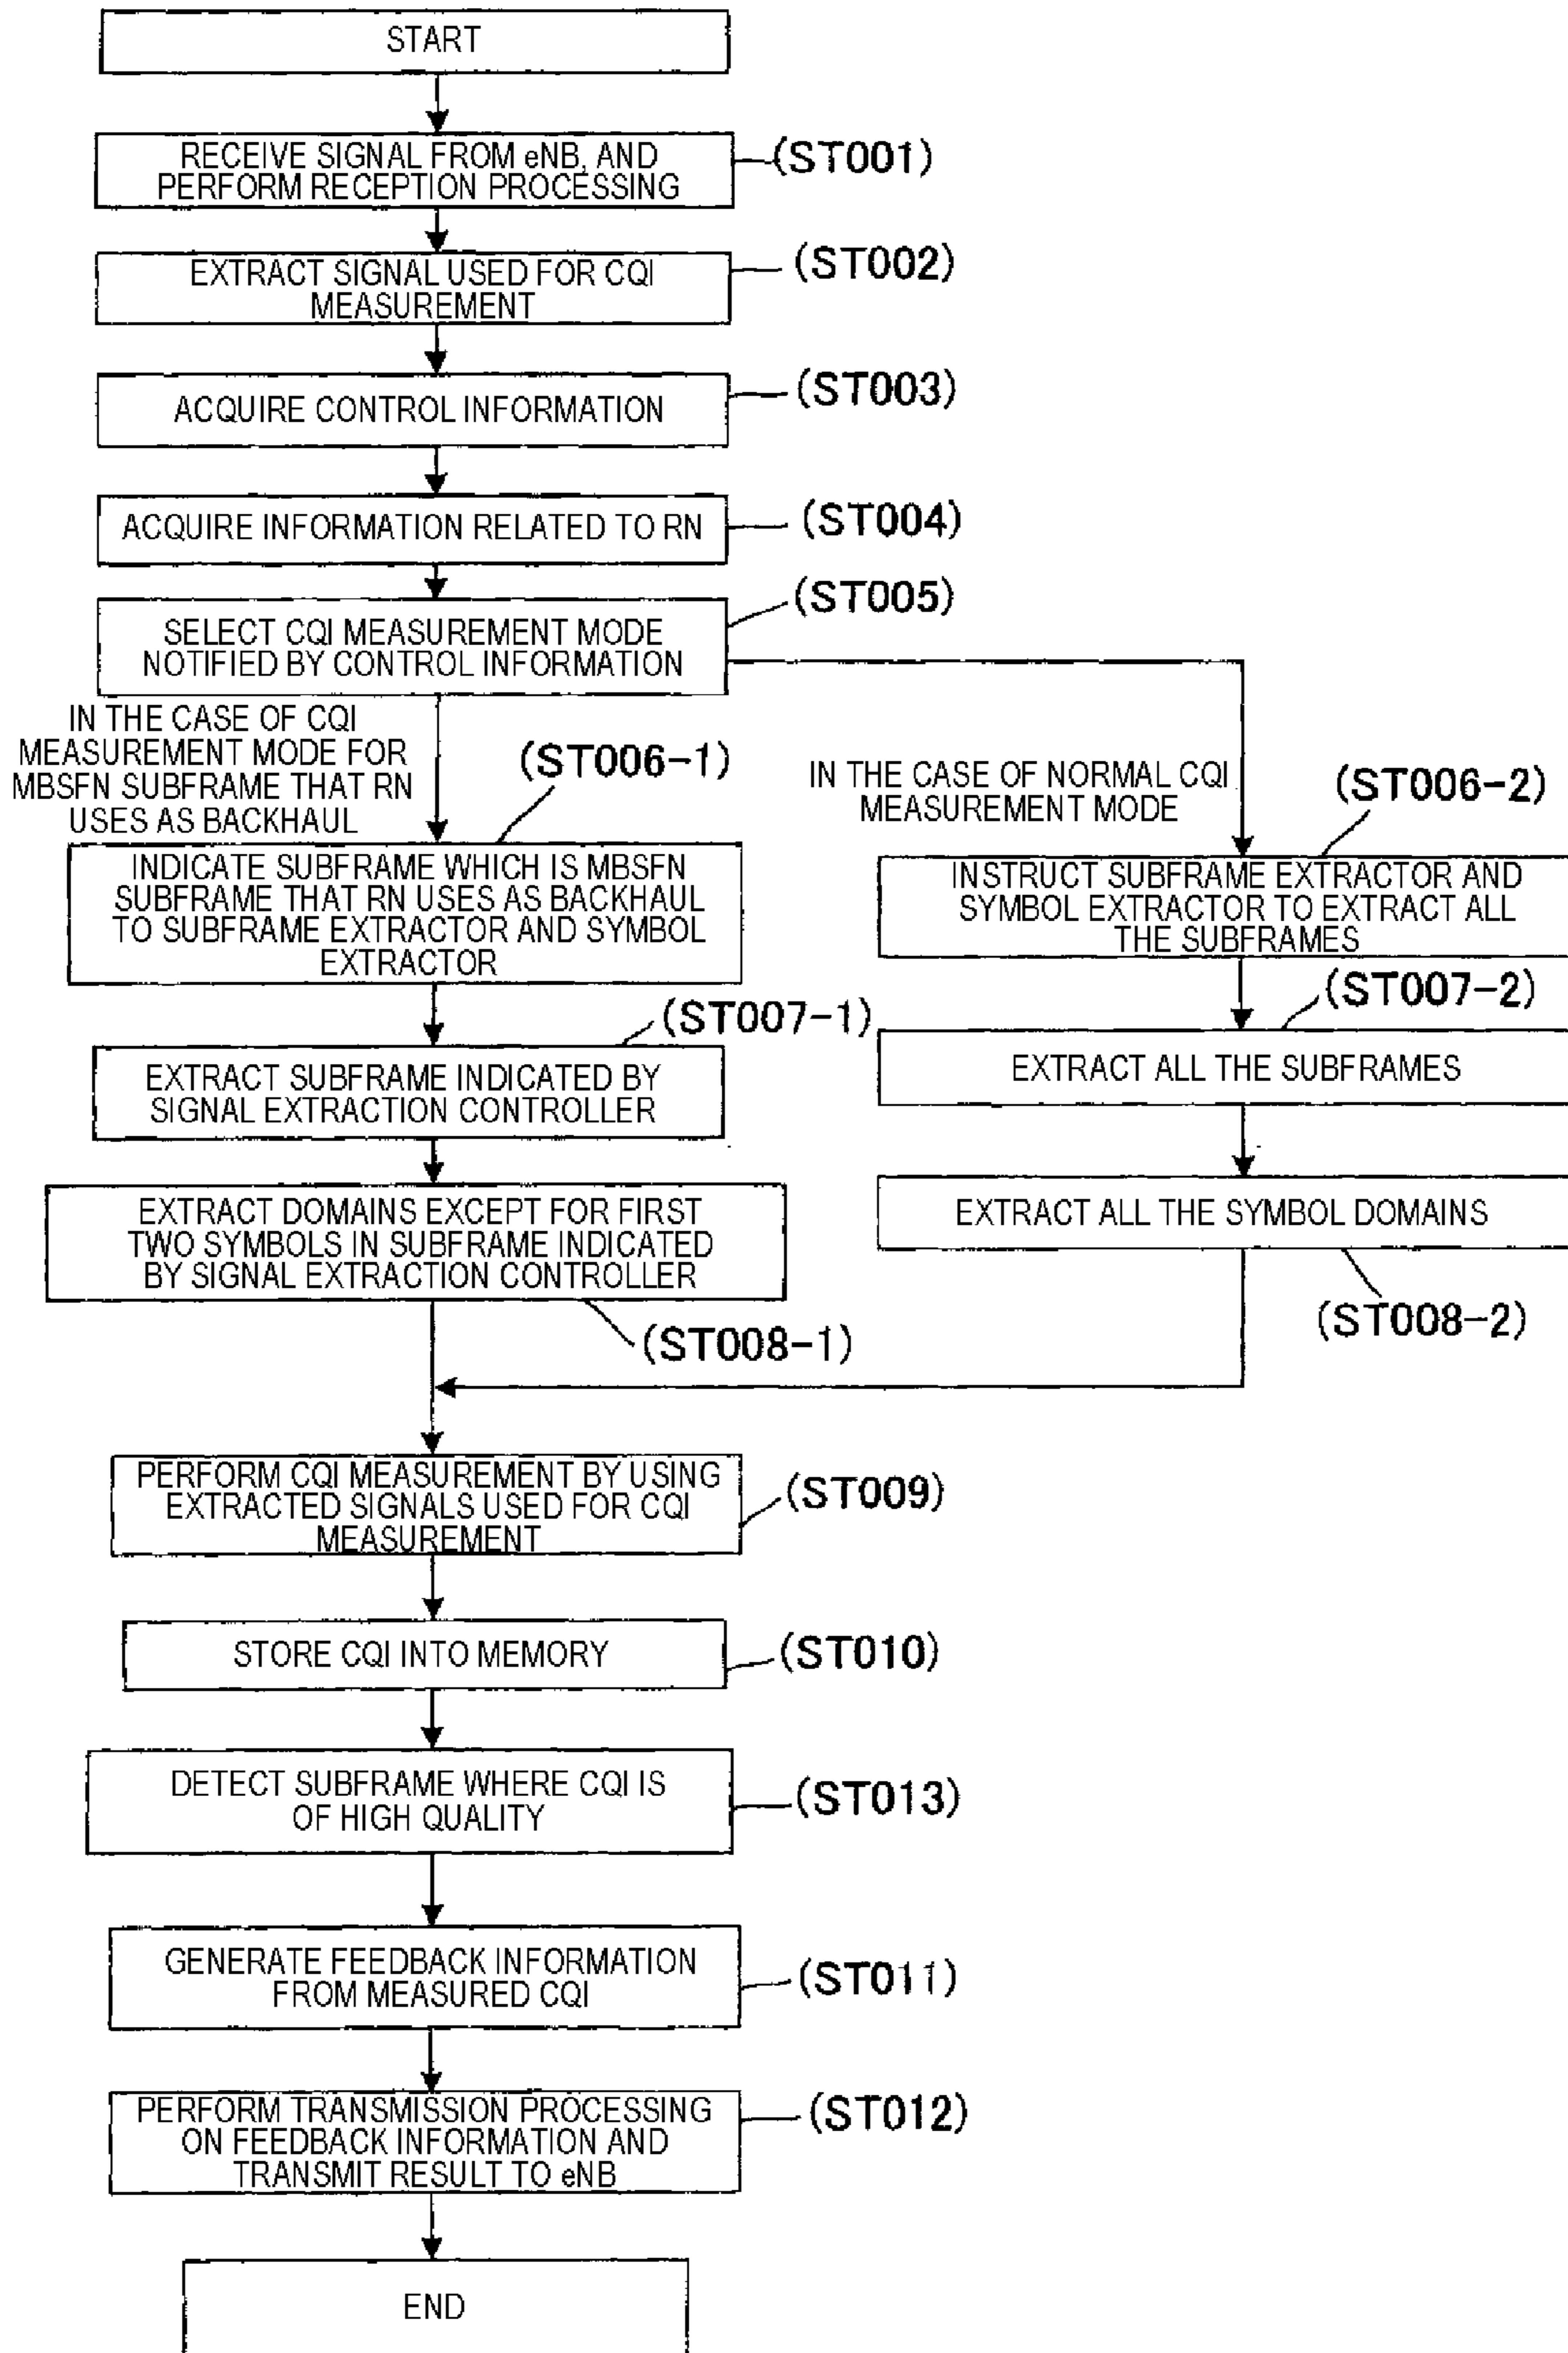 START
RECEIVE SIGNAL FROM eNB, AND
PERFORM RECEPTION PROCESSING
(ST001)
EXTRACT SIGNAL USED FOR CQI
MEASUREMENT
(ST002)
ACQUIRE CONTROL INFORMATION
(ST003)
ACQUIRE INFORMATION RELATED TO RN
(ST004)
SELECT CQI MEASUREMENT MODE
NOTIFIED BY CONTROL INFORMATION
(ST005)
IN THE CASE OF CQI
MEASUREMENT MODE FOR
MBSFN SUBFRAME THAT RN
USES AS BACKHAUL
(ST006-1)
INDICATE SUBFRAME WHICH IS MBSFN
SUBFRAME THAT RN USES AS BACKHAUL
TO SUBFRAME EXTRACTOR AND SYMBOL
EXTRACTOR
(ST007-1)
EXTRACT SUBFRAME INDICATED BY
SIGNAL EXTRACTION CONTROLLER
EXTRACT DOMAINS EXCEPT FOR FIRST
TWO SYMBOLS IN SUBFRAME INDICATED
BY SIGNAL EXTRACTION CONTROLLER
(ST008-1)
IN THE CASE OF NORMAL CQI
MEASUREMENT MODE
(ST006-2)
INSTRUCT SUBFRAME EXTRACTOR AND
SYMBOL EXTRACTOR TO EXTRACT ALL
THE SUBFRAMES
(ST007-2)
EXTRACT ALL THE SUBFRAMES
EXTRACT ALL THE SYMBOL DOMAINS
(ST008-2)
PERFORM CQI MEASUREMENT BY USING
EXTRACTED SIGNALS USED FOR CQI
MEASUREMENT
(ST009)
STORE CQI INTO MEMORY
(ST010)
DETECT SUBFRAME WHERE CQI IS
OF HIGH QUALITY
(ST013)
GENERATE FEEDBACK INFORMATION
FROM MEASURED CQI
(ST011)
PERFORM TRANSMISSION PROCESSING
ON FEEDBACK INFORMATION AND
TRANSMIT RESULT TO eNB
(ST012)
END